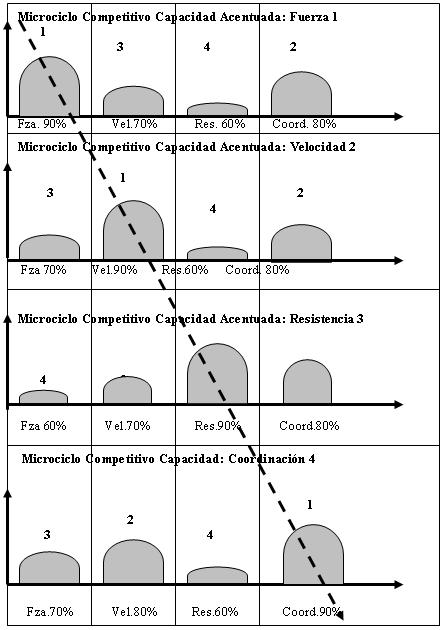 Microciclo Competitivo Capacidad Acentuada: Fuerza 1
1
3 4 2
Fza. 90% Vel.70% Res. 60% Coord. 80%
Microciclo Competitivo Capacidad Acentuada: Velocidad 2
1
3 4 2
Fza 70% Vel.90% Res.60% Coord. 80%
Microciclo Competitivo Capacidad Acentuada: Resistencia 3
4
Fza 60% Vel.70% Res.90% Coord.80%
Microciclo Competitivo Capacidad: Coordinación 4
1
3 2 4
Fza.70% Vel.80% Res.60% Coord.90%